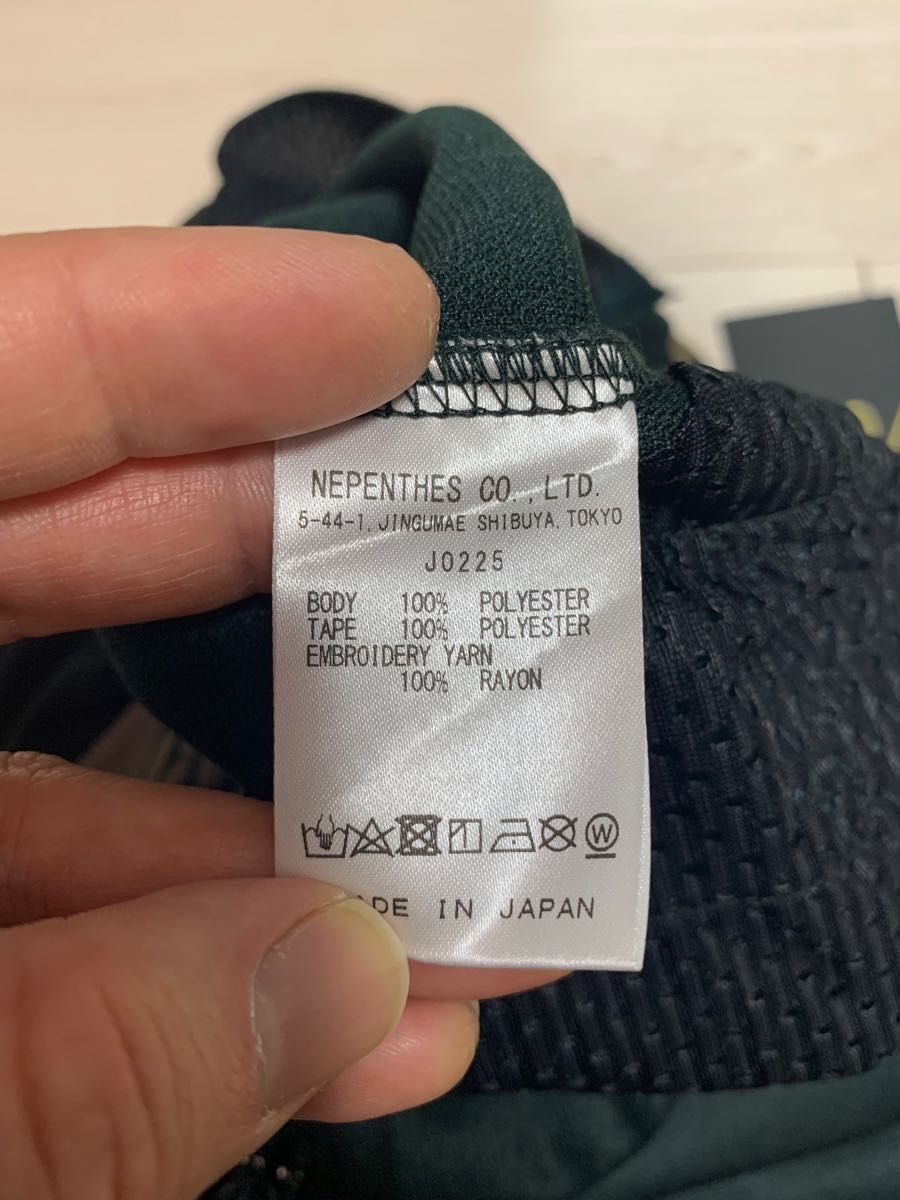 NEPENTHES CO.,LTD.
5-44-1, JINGUMAE SHIBUYA, TOKYO
J0225
BODY 100% POLYESTER
TAPE 100% POLYESTER
EMBROIDERY YARN
100% RAYON
W
IN JAPAN